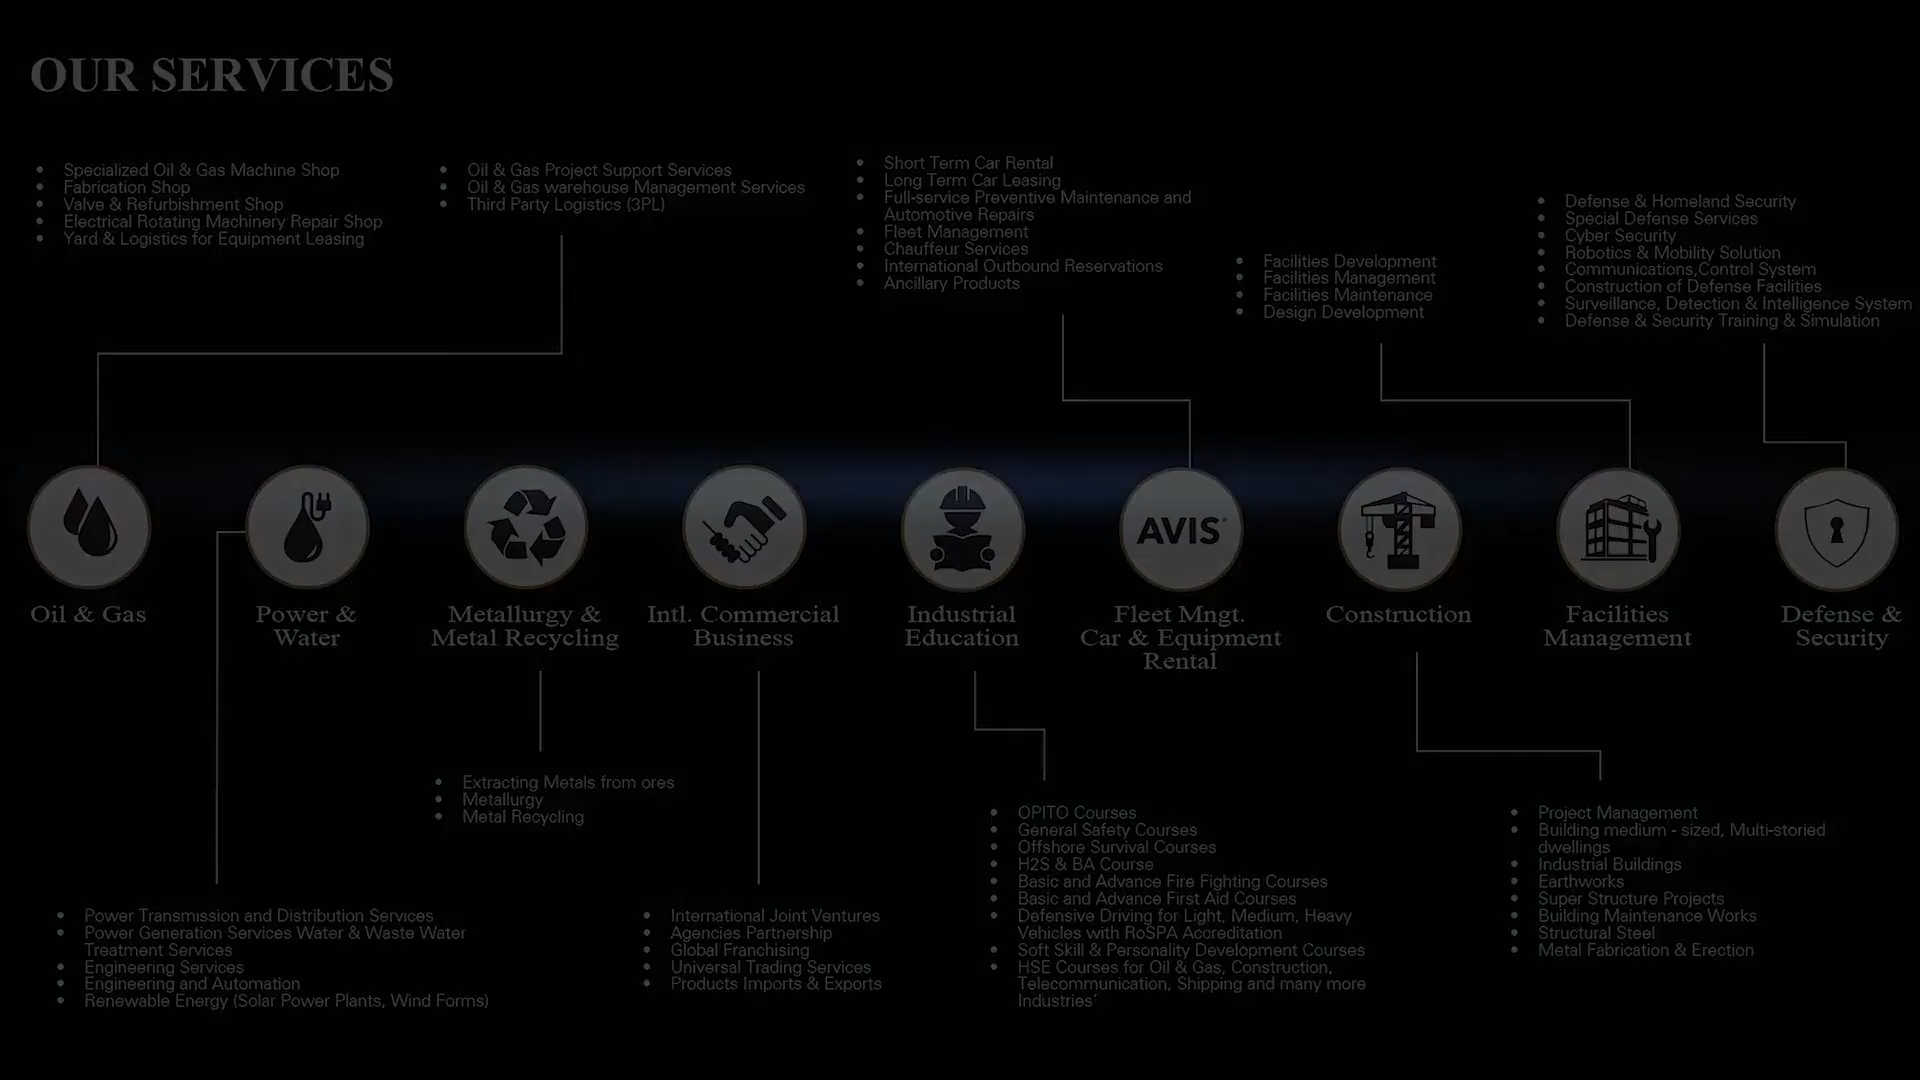 OUR SERVICES
• Specialized Oil & Gas Machine Shop
• Fabrication Shop
• Valve & Refurbishment Shop
• Electrical Rotating Machinery Repair Shop
• Yard & Logistics for Equipment Leasing
• Oil & Gas Project Support Services
• Oil & Gas warehouse Management Services
• Third Party Logistics (3PL)
• Short Term Car Rental
• Long Term Car Leasing
• Full-service Preventive Maintenance and
Automotive Repairs
• Fleet Management
• Chauffeur Services
• International Outbound Reservations
• Ancillary Products
• Facilities Development
• Facilities Management
• Facilities Maintenance
• Design Development
• Defense & Homeland Security
• Special Defense Services
• Cyber Security
• Robotics & Mobility Solution
• Communications,Control System
• Construction of Defense Facilities
• Surveillance, Detection & Intelligence System
• Defense & Security Training & Simulation
AVIS
Oil & Gas
Power &
Water
Metallurgy &
Metal Recycling
Intl. Commercial
Business
Industrial
Education
Fleet Mngt.
Car & Equipment
Rental
Construction
Facilities
Management
Defense &
Security
• Power Transmission and Distribution Services
• Power Generation Services Water & Waste Water
Treatment Services
• Engineering Services
• Engineering and Automation
• Renewable Energy (Solar Power Plants, Wind Forms)
• Extracting Metals from ores
• Metallurgy
• Metal Recycling
• International Joint Ventures
• Agencies Partnership
• Global Franchising
• Universal Trading Services
• Products Imports & Exports
• OPITO Courses
• General Safety Courses
• Offshore Survival Courses
• H2S & BA Course
• Basic and Advance Fire Fighting Courses
• Basic and Advance First Aid Courses
• Defensive Driving for Light, Medium, Heavy
Vehicles with RoSPA Accreditation
• Soft Skill & Personality Development Courses
• HSE Courses for Oil & Gas, Construction,
Telecommunication, Shipping and many more
Industries’
• Project Management
• Building medium - sized, Multi-storied
dwellings
• Industrial Buildings
• Earthworks
• Super Structure Projects
• Building Maintenance Works
• Structural Steel
• Metal Fabrication & Erection